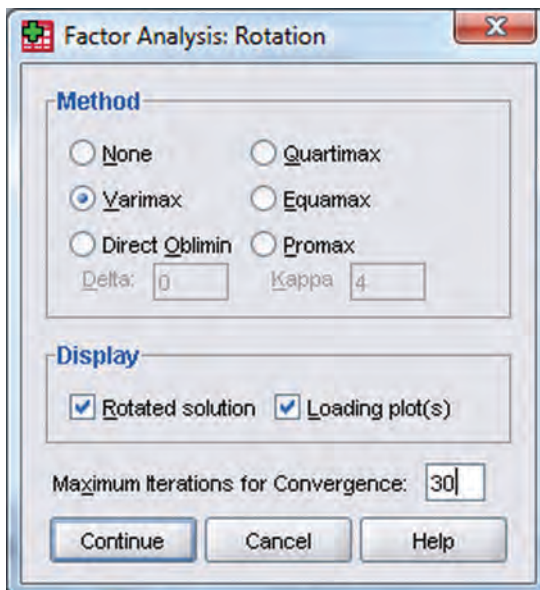 Factor Analysis: Rotation
Method
None Quartimax
Varimax Equamax
Direct Oblimin Promax
Delta: 0 Kappa 4
Display
Rotated solution Loading plot(s)
Maximum Iterations for Convergence: 30
Continue Cancel Help